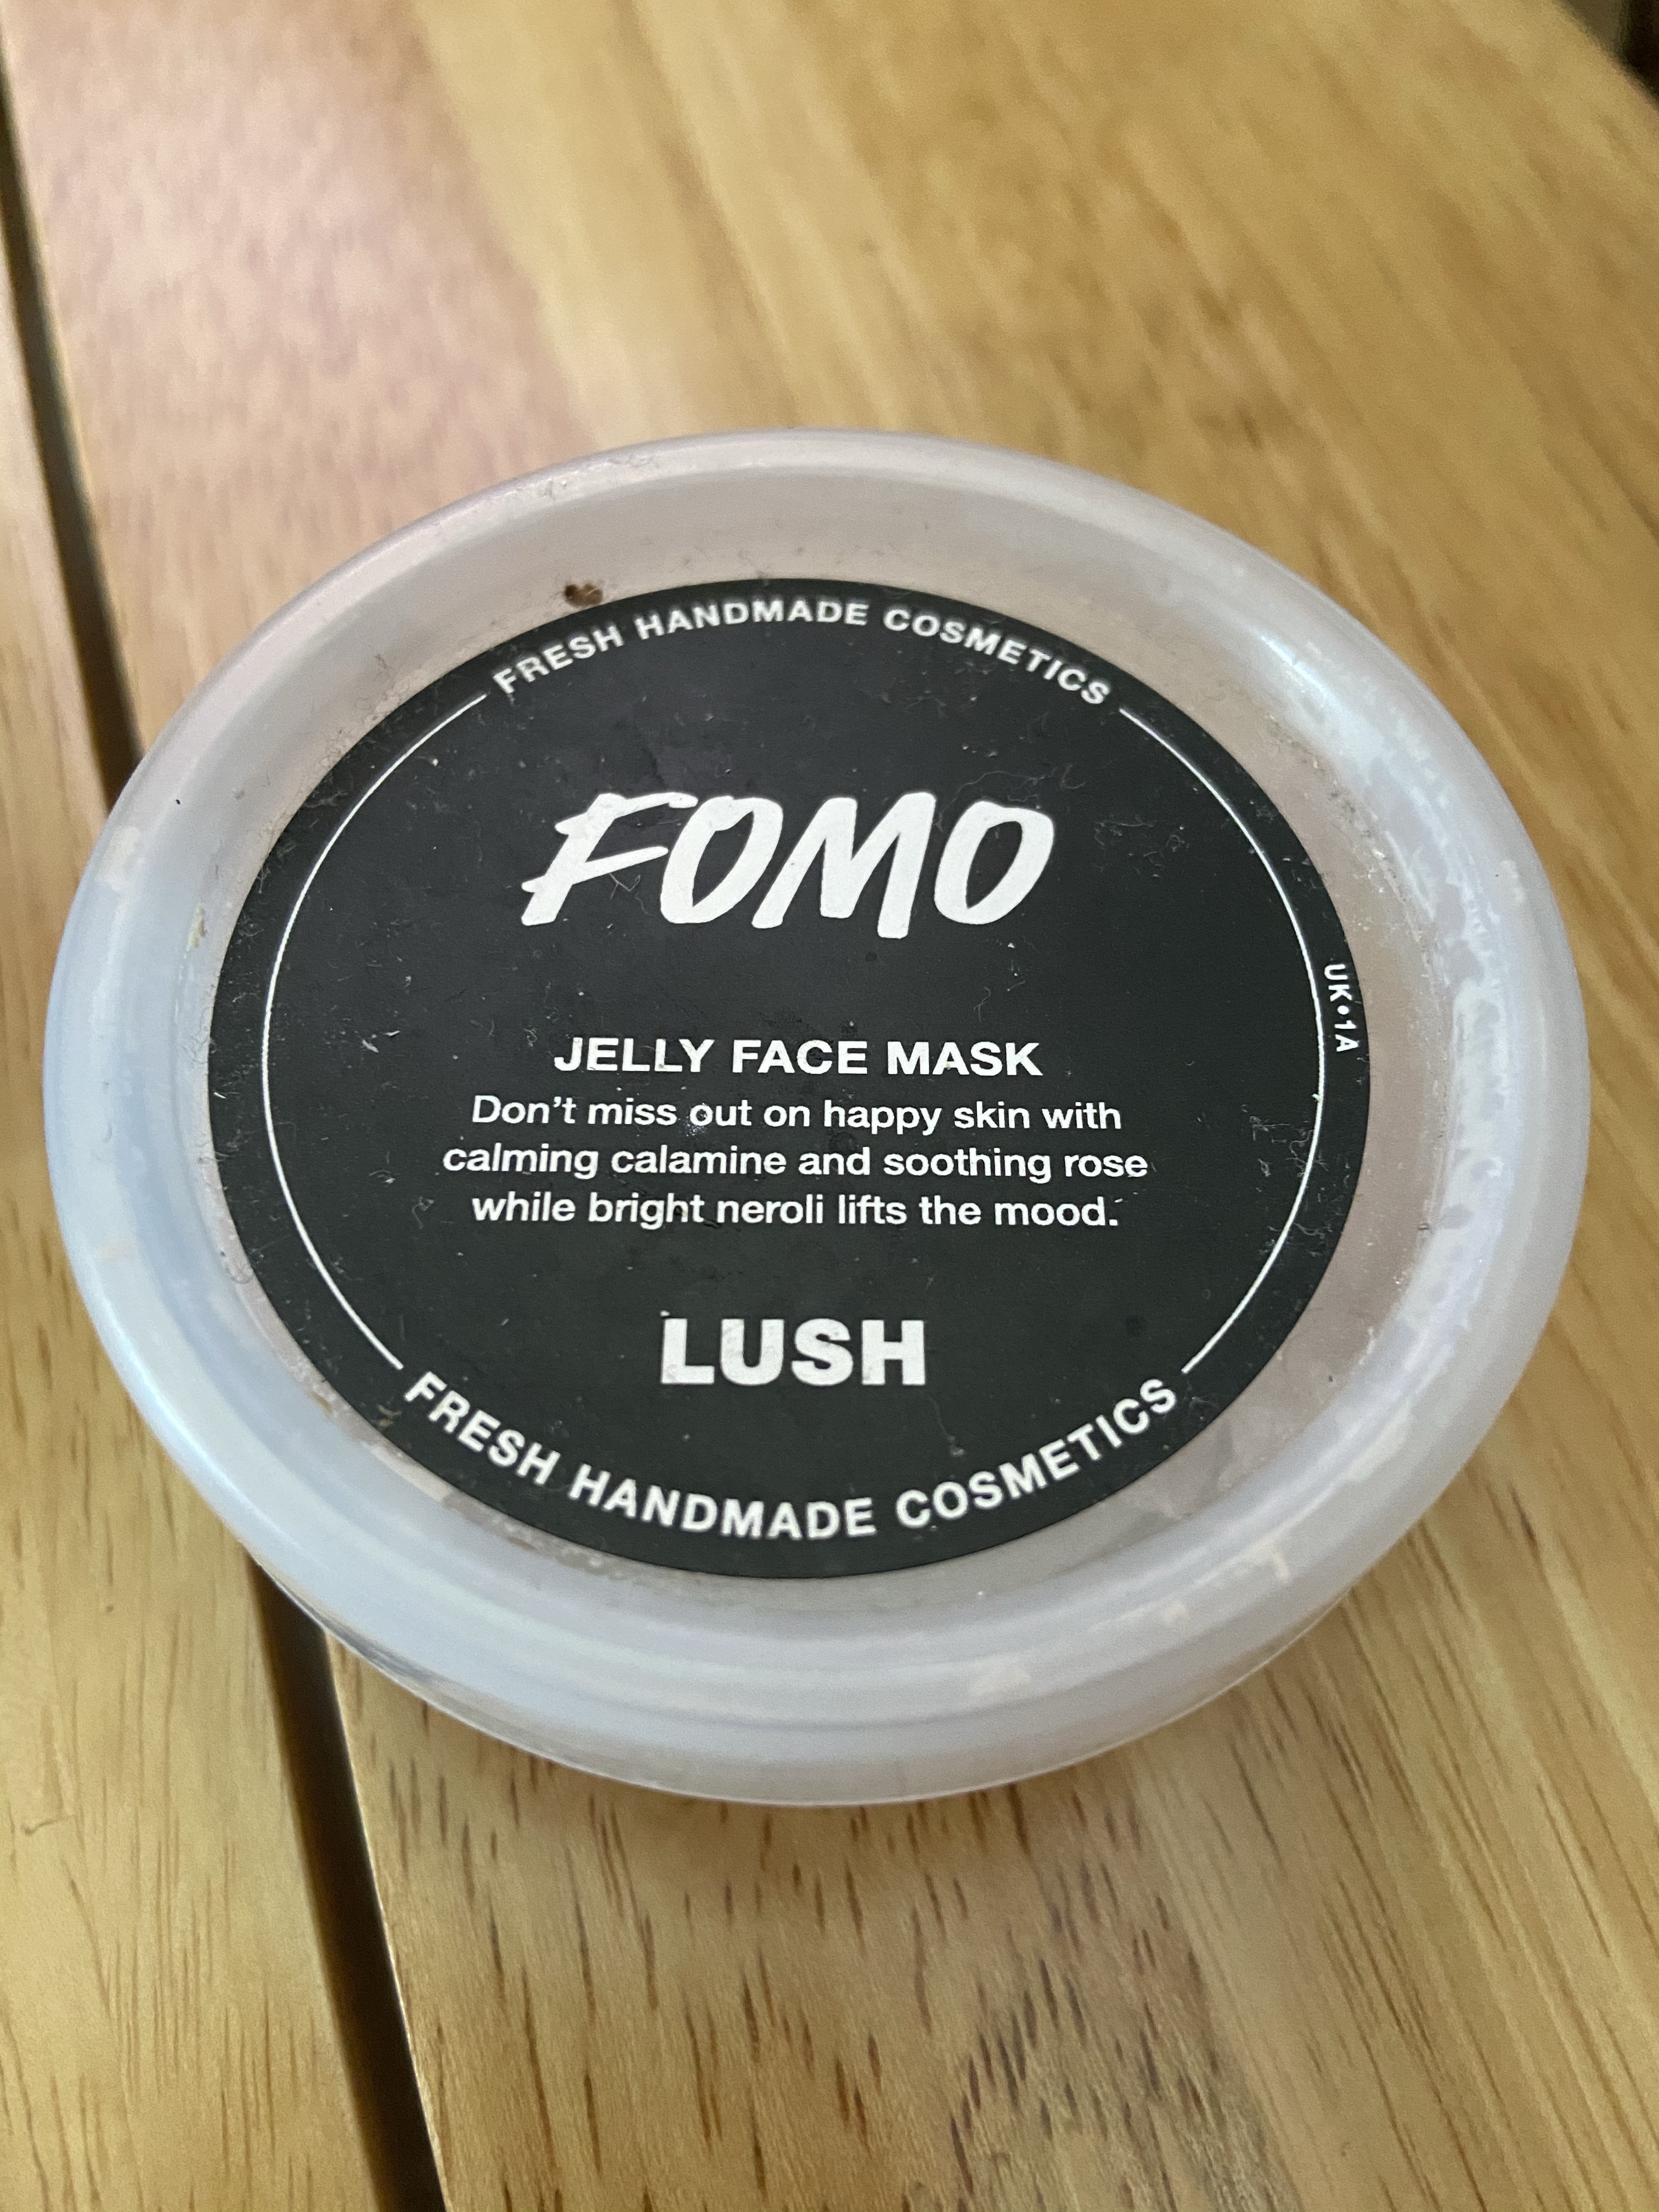 FRESH HANDMADE COSMETICS
FOMO
UK•1A
JELLY FACE MASK
Don't miss out on happy skin with
calming calamine and soothing rose
while bright neroli lifts the mood.
LUSH
FRESH HANDMADE COSMETICS